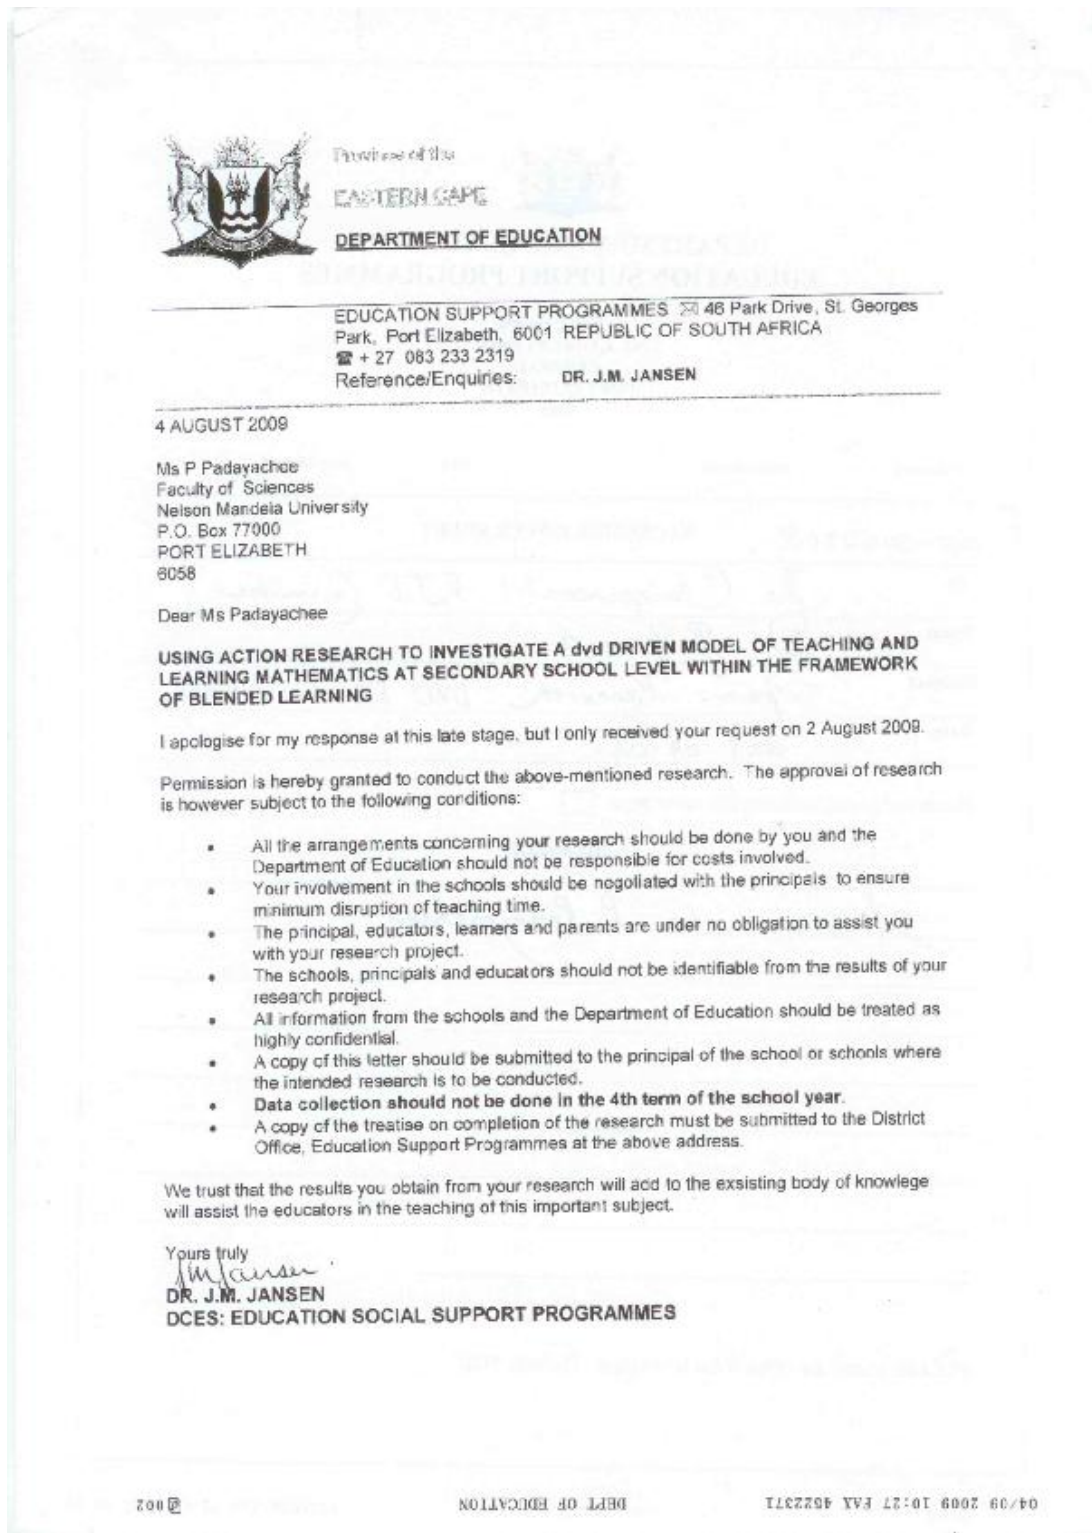 Province of the
EASTERN CAPE
DEPARTMENT OF EDUCATION
EDUCATION SUPPORT PROGRAMMES ✉ 46 Park Drive, St. Georges
Park, Port Elizabeth, 6001 REPUBLIC OF SOUTH AFRICA
☎ + 27 083 233 2319
Reference/Enquiries: DR. J.M. JANSEN
4 AUGUST 2009
Ms P Padayachee
Faculty of Sciences
Nelson Mandela University
P.O. Box 77000
PORT ELIZABETH
6058
Dear Ms Padayachee
USING ACTION RESEARCH TO INVESTIGATE A dvd DRIVEN MODEL OF TEACHING AND
LEARNING MATHEMATICS AT SECONDARY SCHOOL LEVEL WITHIN THE FRAMEWORK
OF BLENDED LEARNING
I apologise for my response at this late stage, but I only received your request on 2 August 2009.
Permission is hereby granted to conduct the above-mentioned research. The approval of research
is however subject to the following conditions:
• All the arrangements concerning your research should be done by you and the
Department of Education should not be responsible for costs involved.
• Your involvement in the schools should be negotiated with the principals to ensure
minimum disruption of teaching time.
• The principal, educators, learners and parents are under no obligation to assist you
with your research project.
• The schools, principals and educators should not be identifiable from the results of your
research project.
• All information from the schools and the Department of Education should be treated as
highly confidential.
• A copy of this letter should be submitted to the principal of the school or schools where
the intended research is to be conducted.
• Data collection should not be done in the 4th term of the school year.
• A copy of the treatise on completion of the research must be submitted to the District
Office, Education Support Programmes at the above address.
We trust that the results you obtain from your research will add to the exsisting body of knowlege
will assist the educators in the teaching of this important subject.
Yours truly
JMJansen
DR. J.M. JANSEN
DCES: EDUCATION SOCIAL SUPPORT PROGRAMMES
04/09 2009 10:27 FAX 4522371 DEPT OF EDUCATION 002